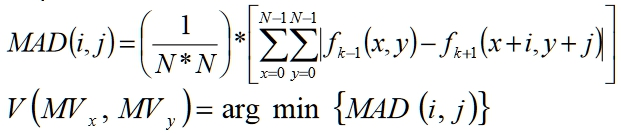 MAD(i,j)=(1/(N*N))*[∑_{x=0}^{N-1}∑_{y=0}^{N-1}|f_{k-1}(x,y)-f_{k+1}(x+i,y+j)|]
V(MV_x, MV_y)= arg min {MAD (i, j)}